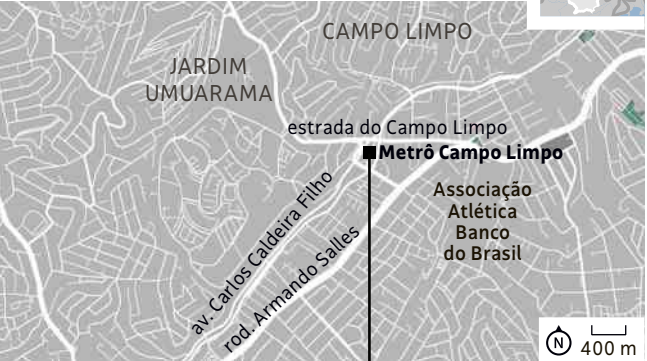 CAMPO LIMPO
JARDIM
UMUARAMA
estrada do Campo Limpo
Metrô Campo Limpo
av. Carlos Caldeira Filho
rod. Armando Salles
Associação
Atlética
Banco
do Brasil
N
400 m